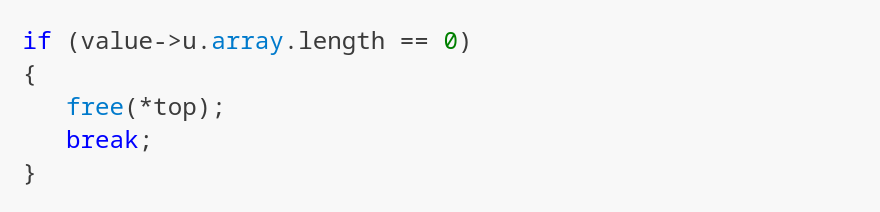 if (value->u.array.length == 0)
{
   free(*top);
   break;
}